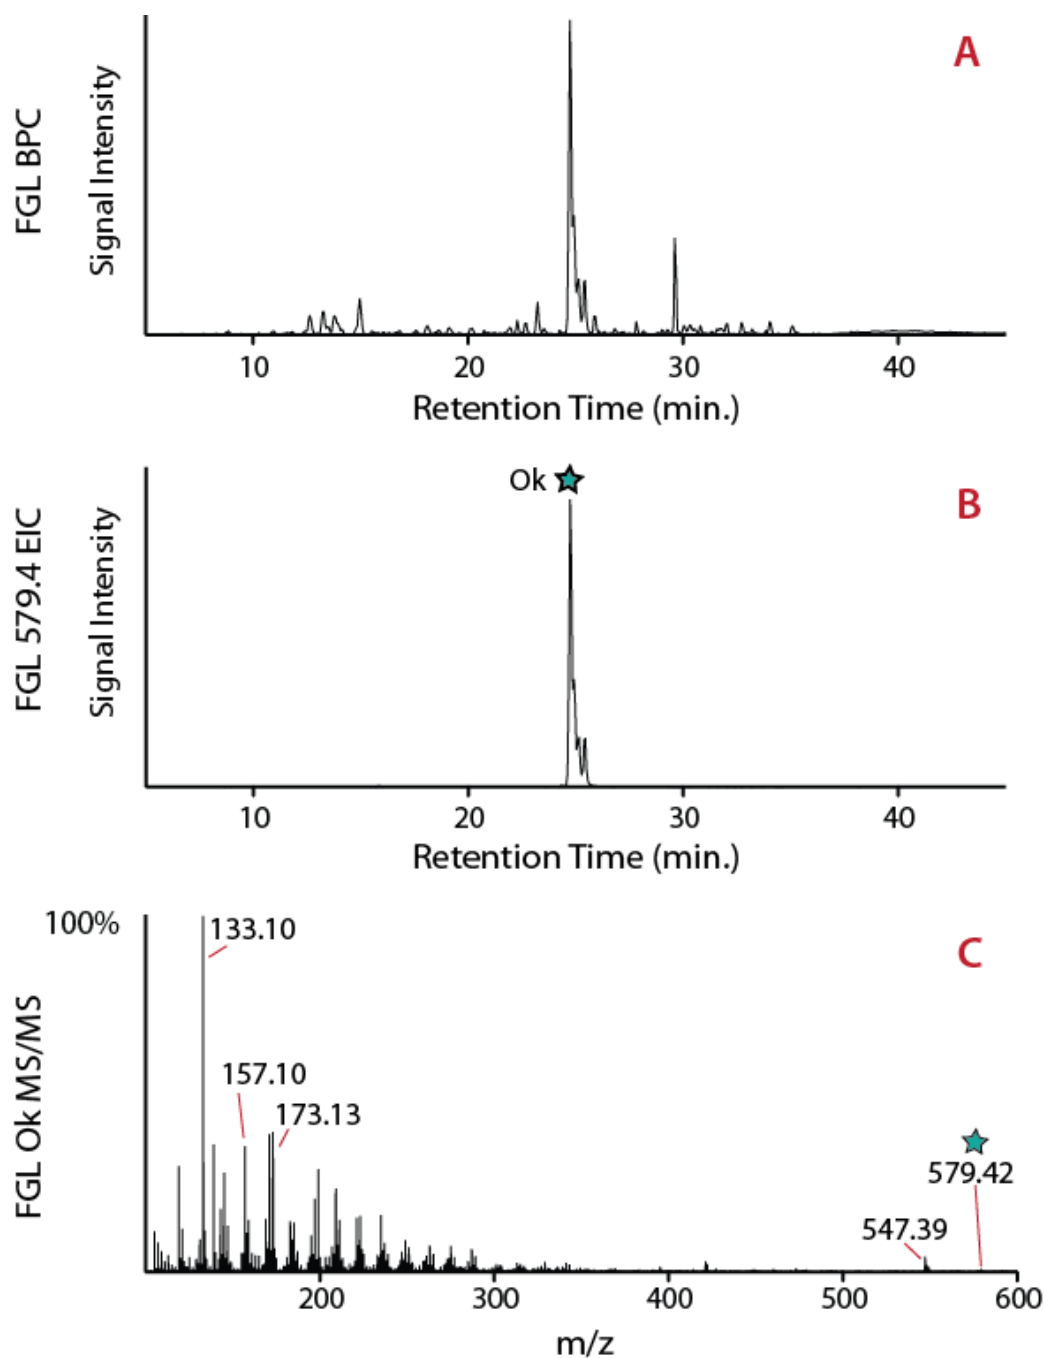 A
FGL BPC
Signal Intensity
10 20 30 40
Retention Time (min.)
Ok
B
FGL 579.4 EIC
Signal Intensity
10 20 30 40
Retention Time (min.)
100%
133.10
C
157.10
173.13
579.42
547.39
FGL Ok MS/MS
200 300 400 500 600
m/z